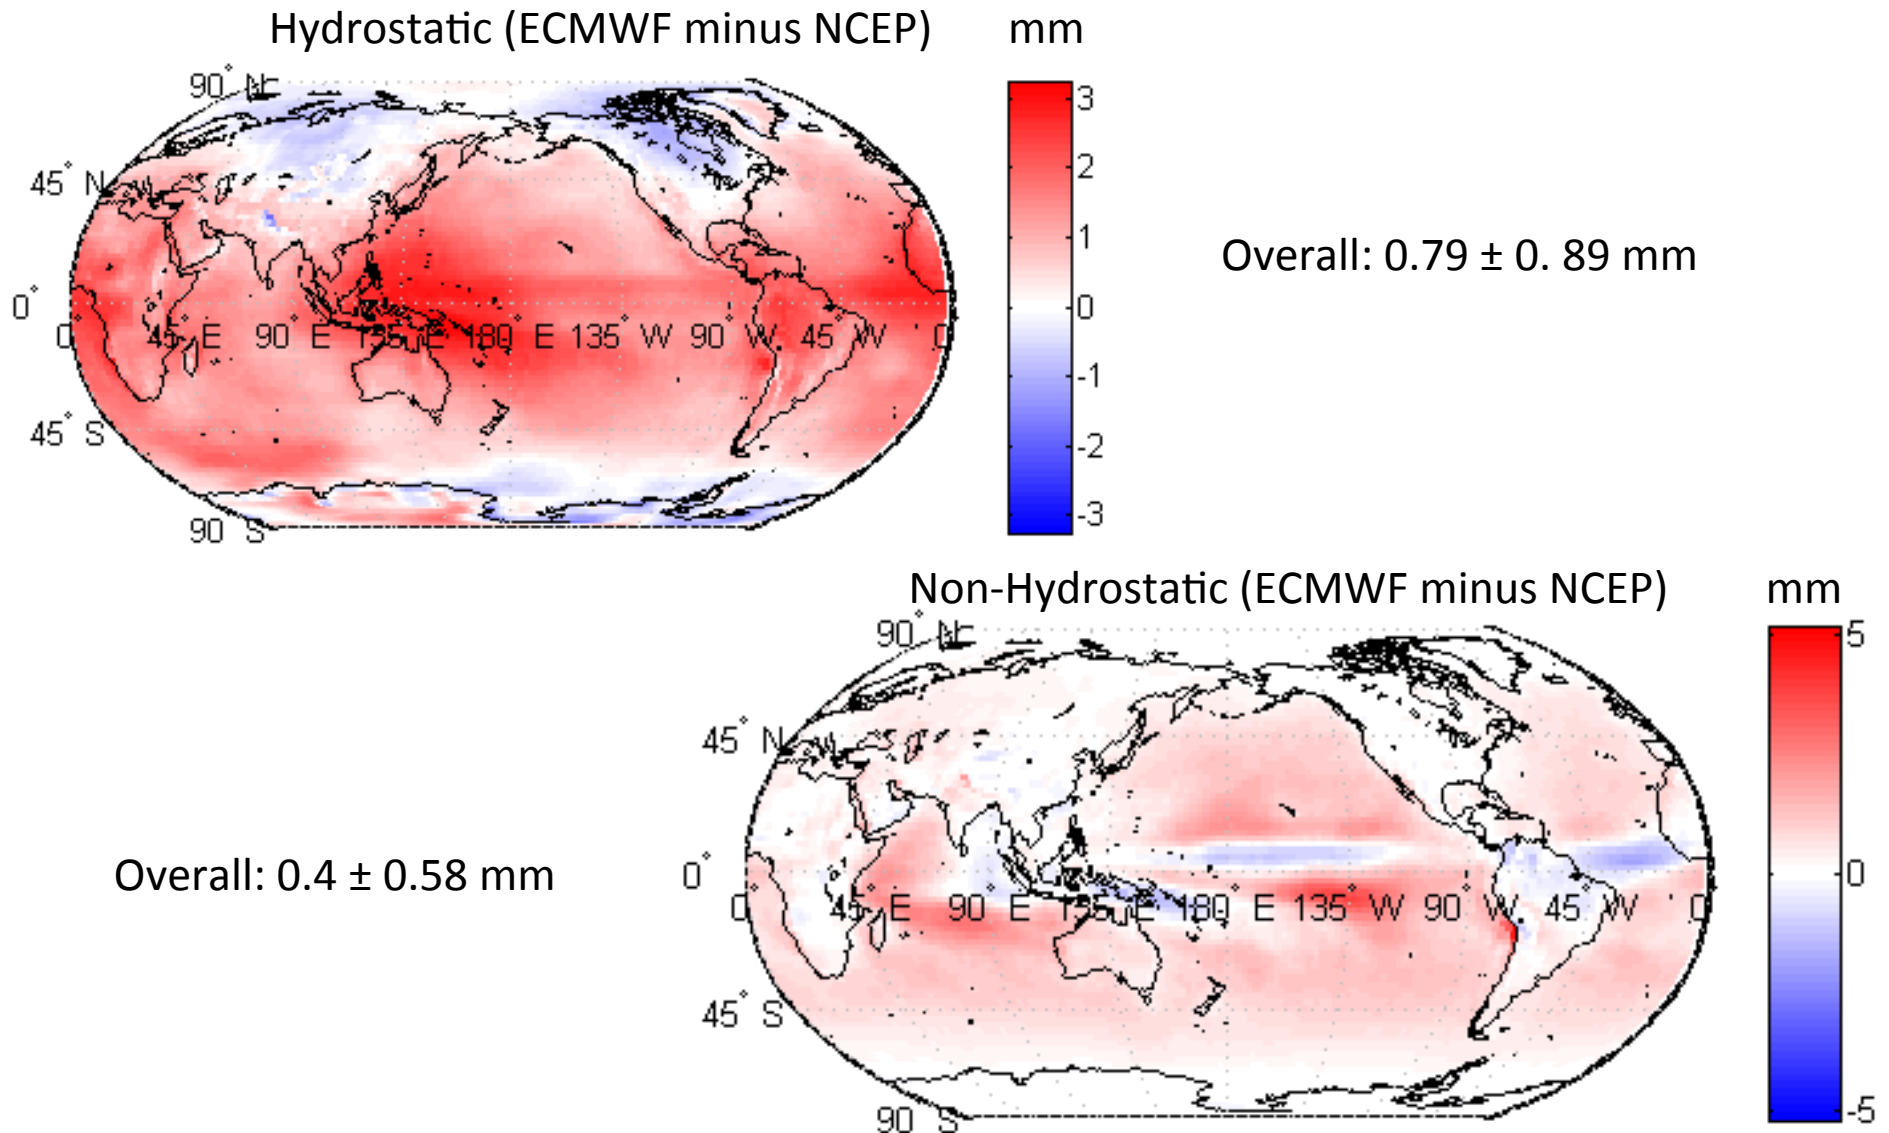 Hydrostatic (ECMWF minus NCEP) mm
90° N
45° N
0°
0 45 E 90 E 135 E 180 E 135 W 90 W 45 W 0
45° S
90 S
3
2
1
0
-1
-2
-3
Overall: 0.79 ± 0. 89 mm
Non-Hydrostatic (ECMWF minus NCEP) mm
90° N
45° N
0°
0 45 E 90 E 135 E 180 E 135 W 90 W 45 W 0
45° S
90 S
5
0
-5
Overall: 0.4 ± 0.58 mm